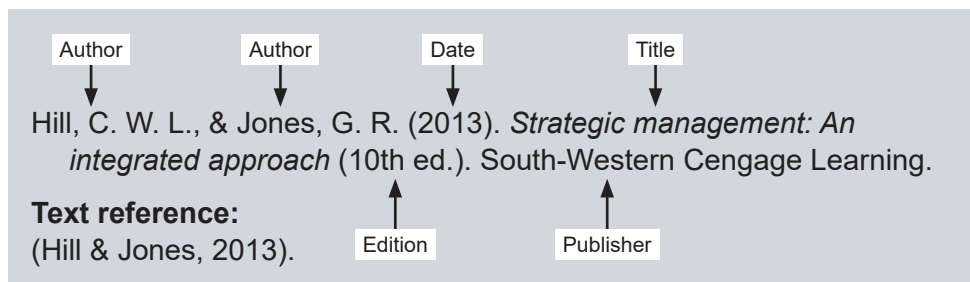 Author Author Date Title
Hill, C. W. L., & Jones, G. R. (2013). Strategic management: An
integrated approach (10th ed.). South-Western Cengage Learning.
Text reference:
(Hill & Jones, 2013).
Edition Publisher